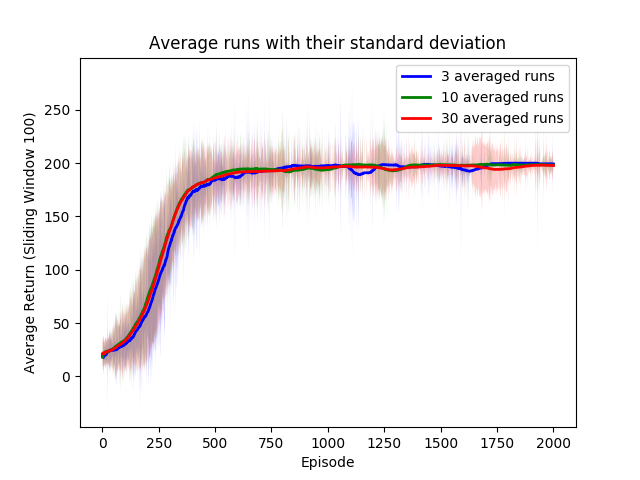 Average runs with their standard deviation
3 averaged runs
10 averaged runs
30 averaged runs
Average Return (Sliding Window 100)
250
200
150
100
50
0
0 250 500 750 1000 1250 1500 1750 2000
Episode